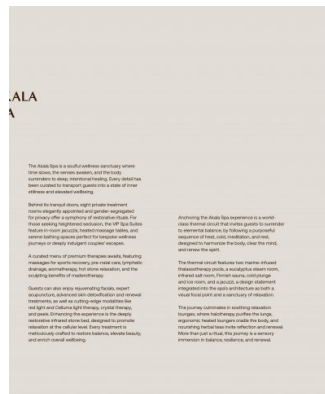 .ALA
A
The Akala Spa is a soulful wellness sanctuary where
time slows, the senses awaken, and the body
surrenders to deep, intentional healing. Every detail has
been curated to transport guests into a state of inner
stillness and elevated wellbeing.
Behind its tranquil doors, eight private treatment
rooms elegantly appointed and gender-segregated
for privacy offer a symphony of restorative rituals. For
those seeking heightened seclusion, the VIP Spa Suites
feature in-room jacuzzis, heated massage tables, and
serene bathing spaces perfect for bespoke wellness
journeys or deeply indulgent couples' escapes.
A curated menu of premium therapies awaits, featuring
massages for sports recovery, pre natal care, lymphatic
drainage, aromatherapy, hot stone relaxation, and the
sculpting benefits of maderotherapy.
Guests can also enjoy rejuvenating facials, expert
acupuncture, advanced skin detoxification and renewal
treatments, as well as cutting-edge modalities like
red light and Celluma light therapy, crystal therapy,
and peak. Enhancing the experience is the deeply
restorative infrared stone bed, designed to promote
relaxation at the cellular level. Every treatment is
meticulously crafted to restore balance, elevate beauty,
and enrich overall wellbeing.
Anchoring the Akala Spa experience is a world-
class thermal circuit that invites guests to surrender
to elemental balance, by following a purposeful
sequence of heat, cold, meditation, and rest,
designed to harmonize the body, clear the mind,
and renew the spirit.
The thermal circuit features two marine-infused
thalassotherapy pools, a eucalyptus steam room,
infrared salt room, Finnish sauna, cold plunge
and ice room, and a jacuzzi, a design statement
integrated into the spa's architecture as both a
visual focal point and a sanctuary of relaxation.
The journey culminates in soothing relaxation
lounges, where halotherapy purifies the lungs,
ergonomic heated loungers cradle the body, and
nourishing herbal teas invite reflection and renewal.
More than just a ritual, this journey is a sensory
immersion in balance, resilience, and renewal.